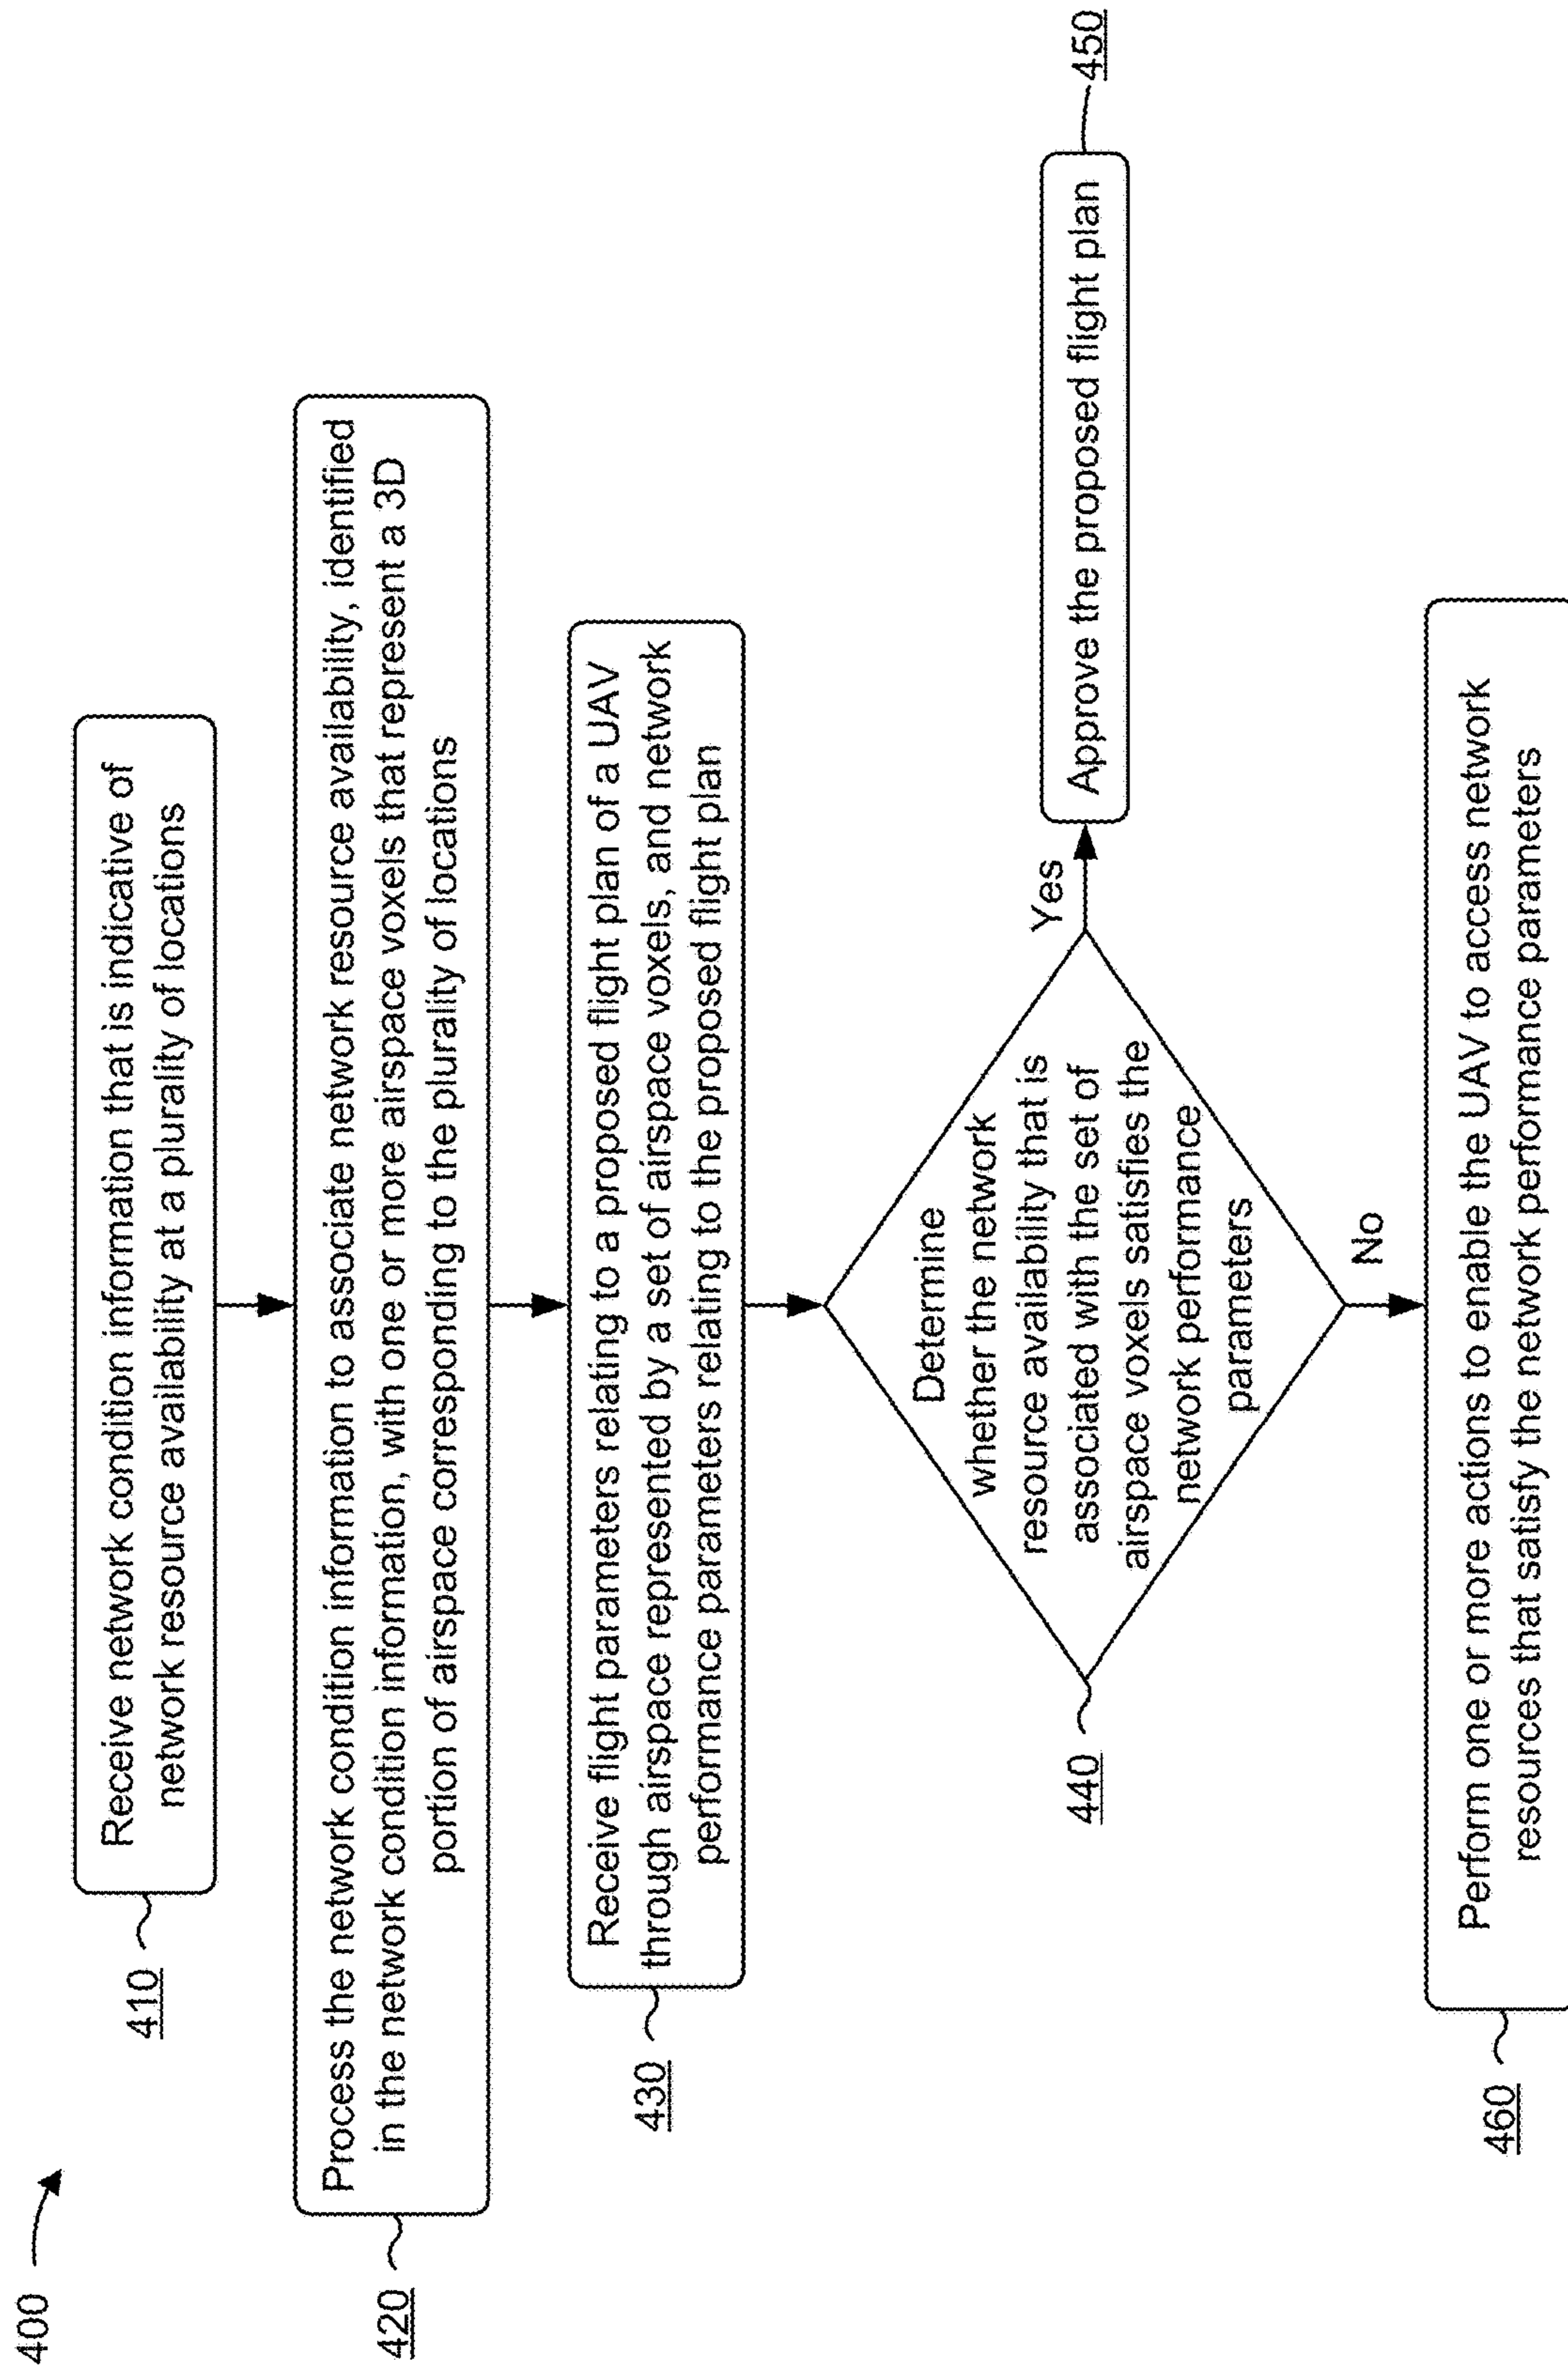 400
410
Receive network condition information that is indicative of
network resource availability at a plurality of locations
420
Process the network condition information to associate network resource availability, identified
in the network condition information, with one or more airspace voxels that represent a 3D
portion of airspace corresponding to the plurality of locations
430
Receive flight parameters relating to a proposed flight plan of a UAV
through airspace represented by a set of airspace voxels, and network
performance parameters relating to the proposed flight plan
440
Determine
whether the network
resource availability that is
associated with the set of
airspace voxels satisfies the
network performance
parameters
Yes
Approve the proposed flight plan
450
No
460
Perform one or more actions to enable the UAV to access network
resources that satisfy the network performance parameters